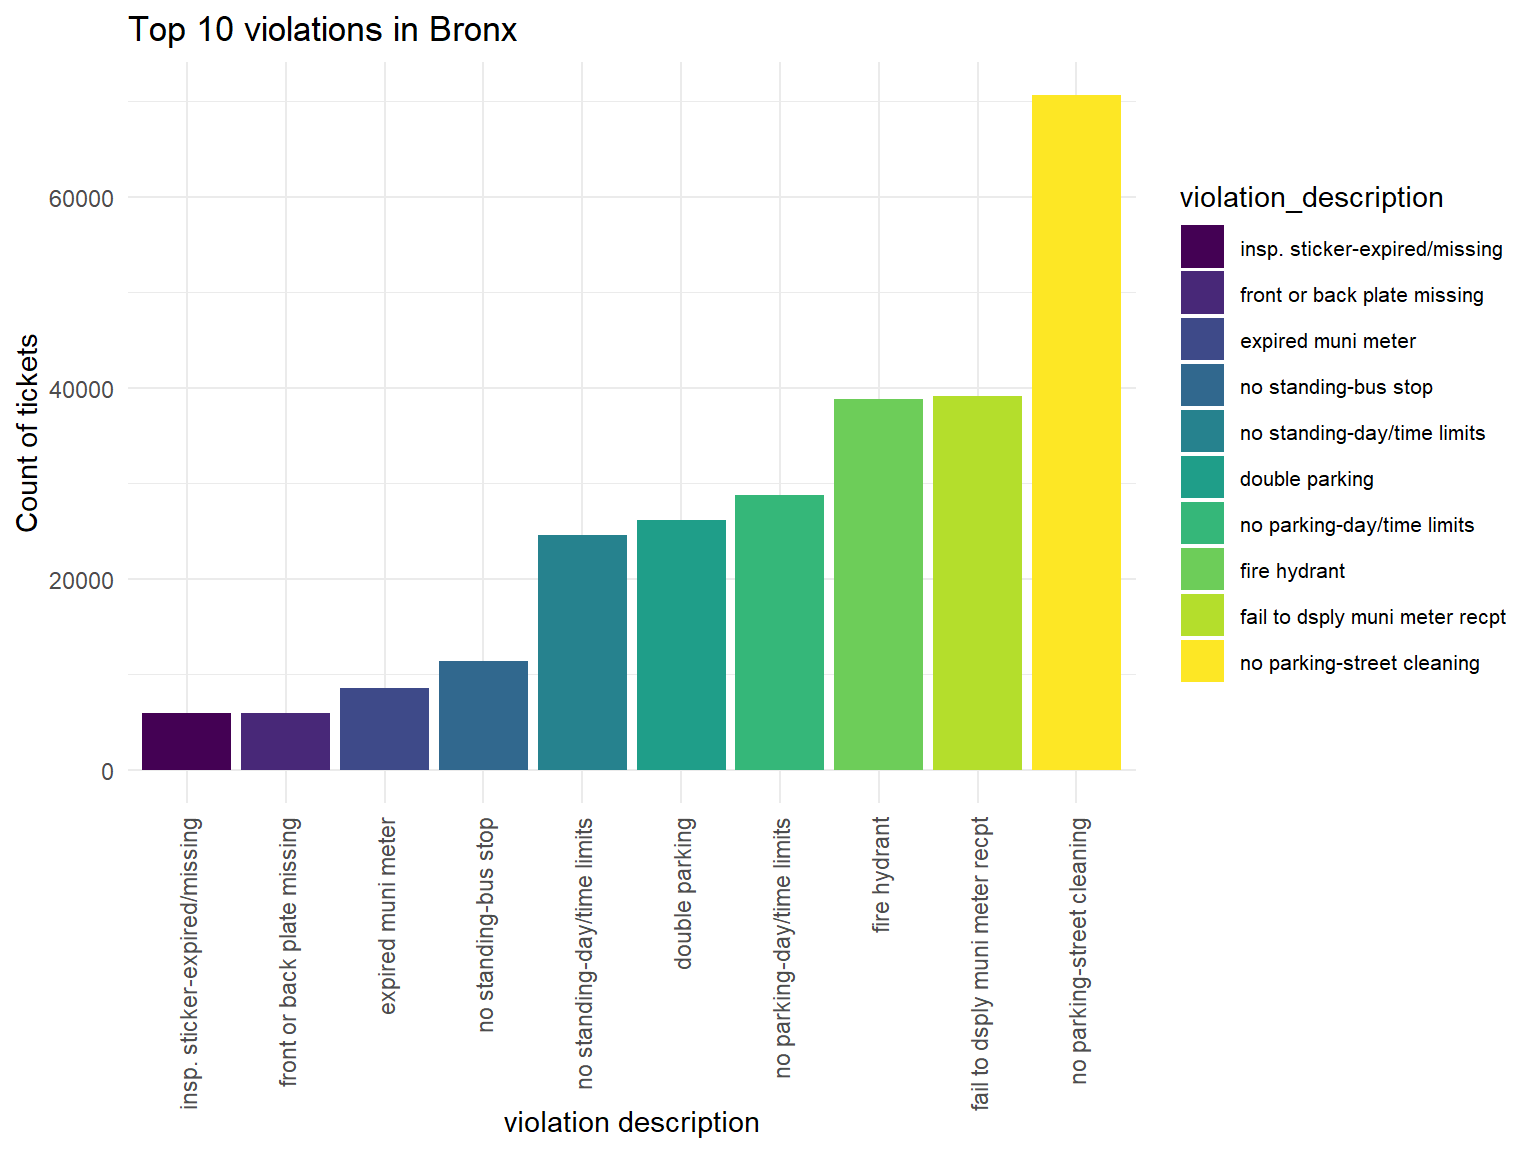 Top 10 violations in Bronx
Count of tickets
60000
40000
20000
0
insp. sticker-expired/missing
front or back plate missing
expired muni meter
no standing-bus stop
no standing-day/time limits
double parking
no parking-day/time limits
fire hydrant
fail to dsply muni meter recpt
no parking-street cleaning
violation description
violation_description
insp. sticker-expired/missing
front or back plate missing
expired muni meter
no standing-bus stop
no standing-day/time limits
double parking
no parking-day/time limits
fire hydrant
fail to dsply muni meter recpt
no parking-street cleaning